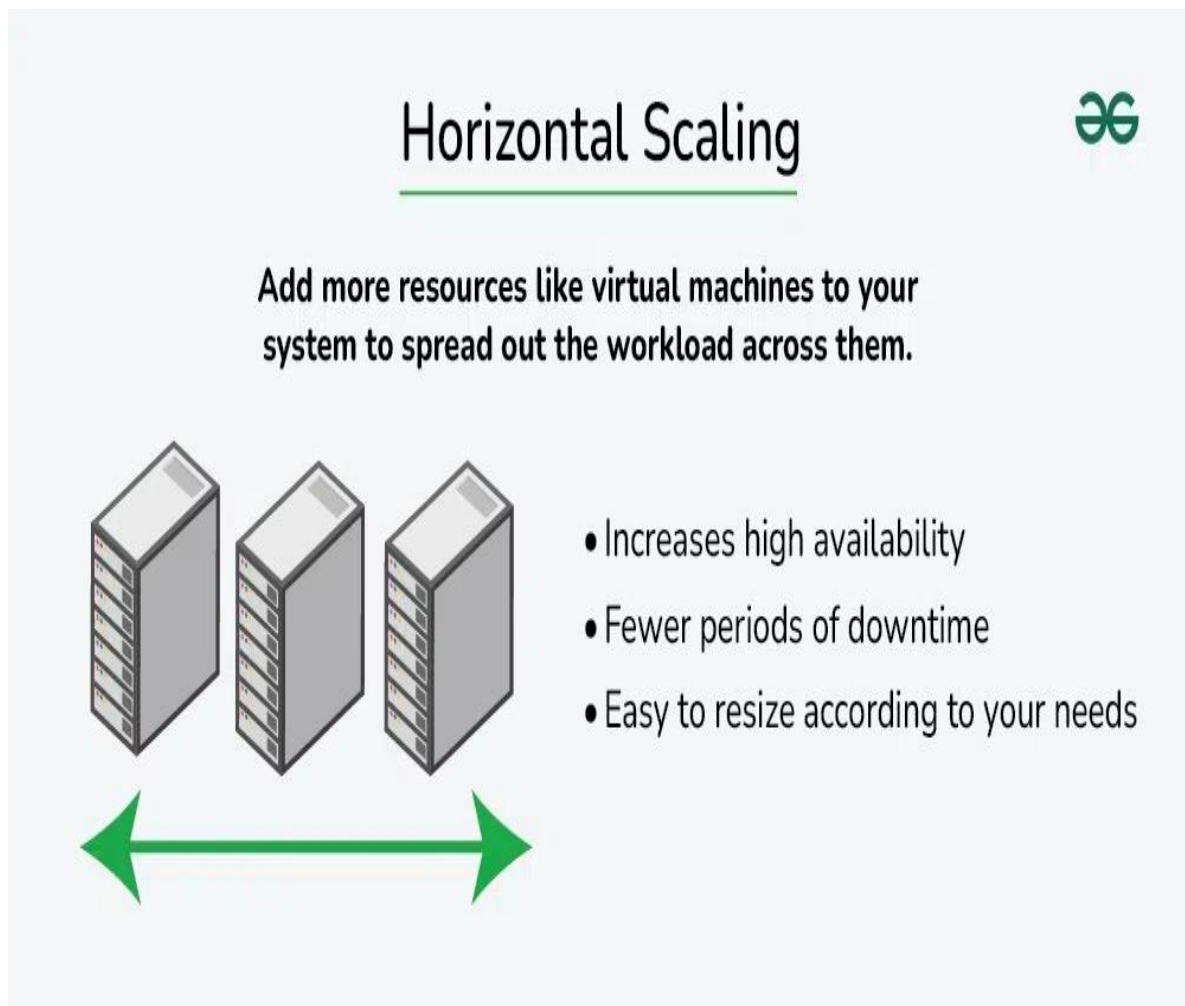 Horizontal Scaling
Add more resources like virtual machines to your
system to spread out the workload across them.
• Increases high availability
• Fewer periods of downtime
• Easy to resize according to your needs